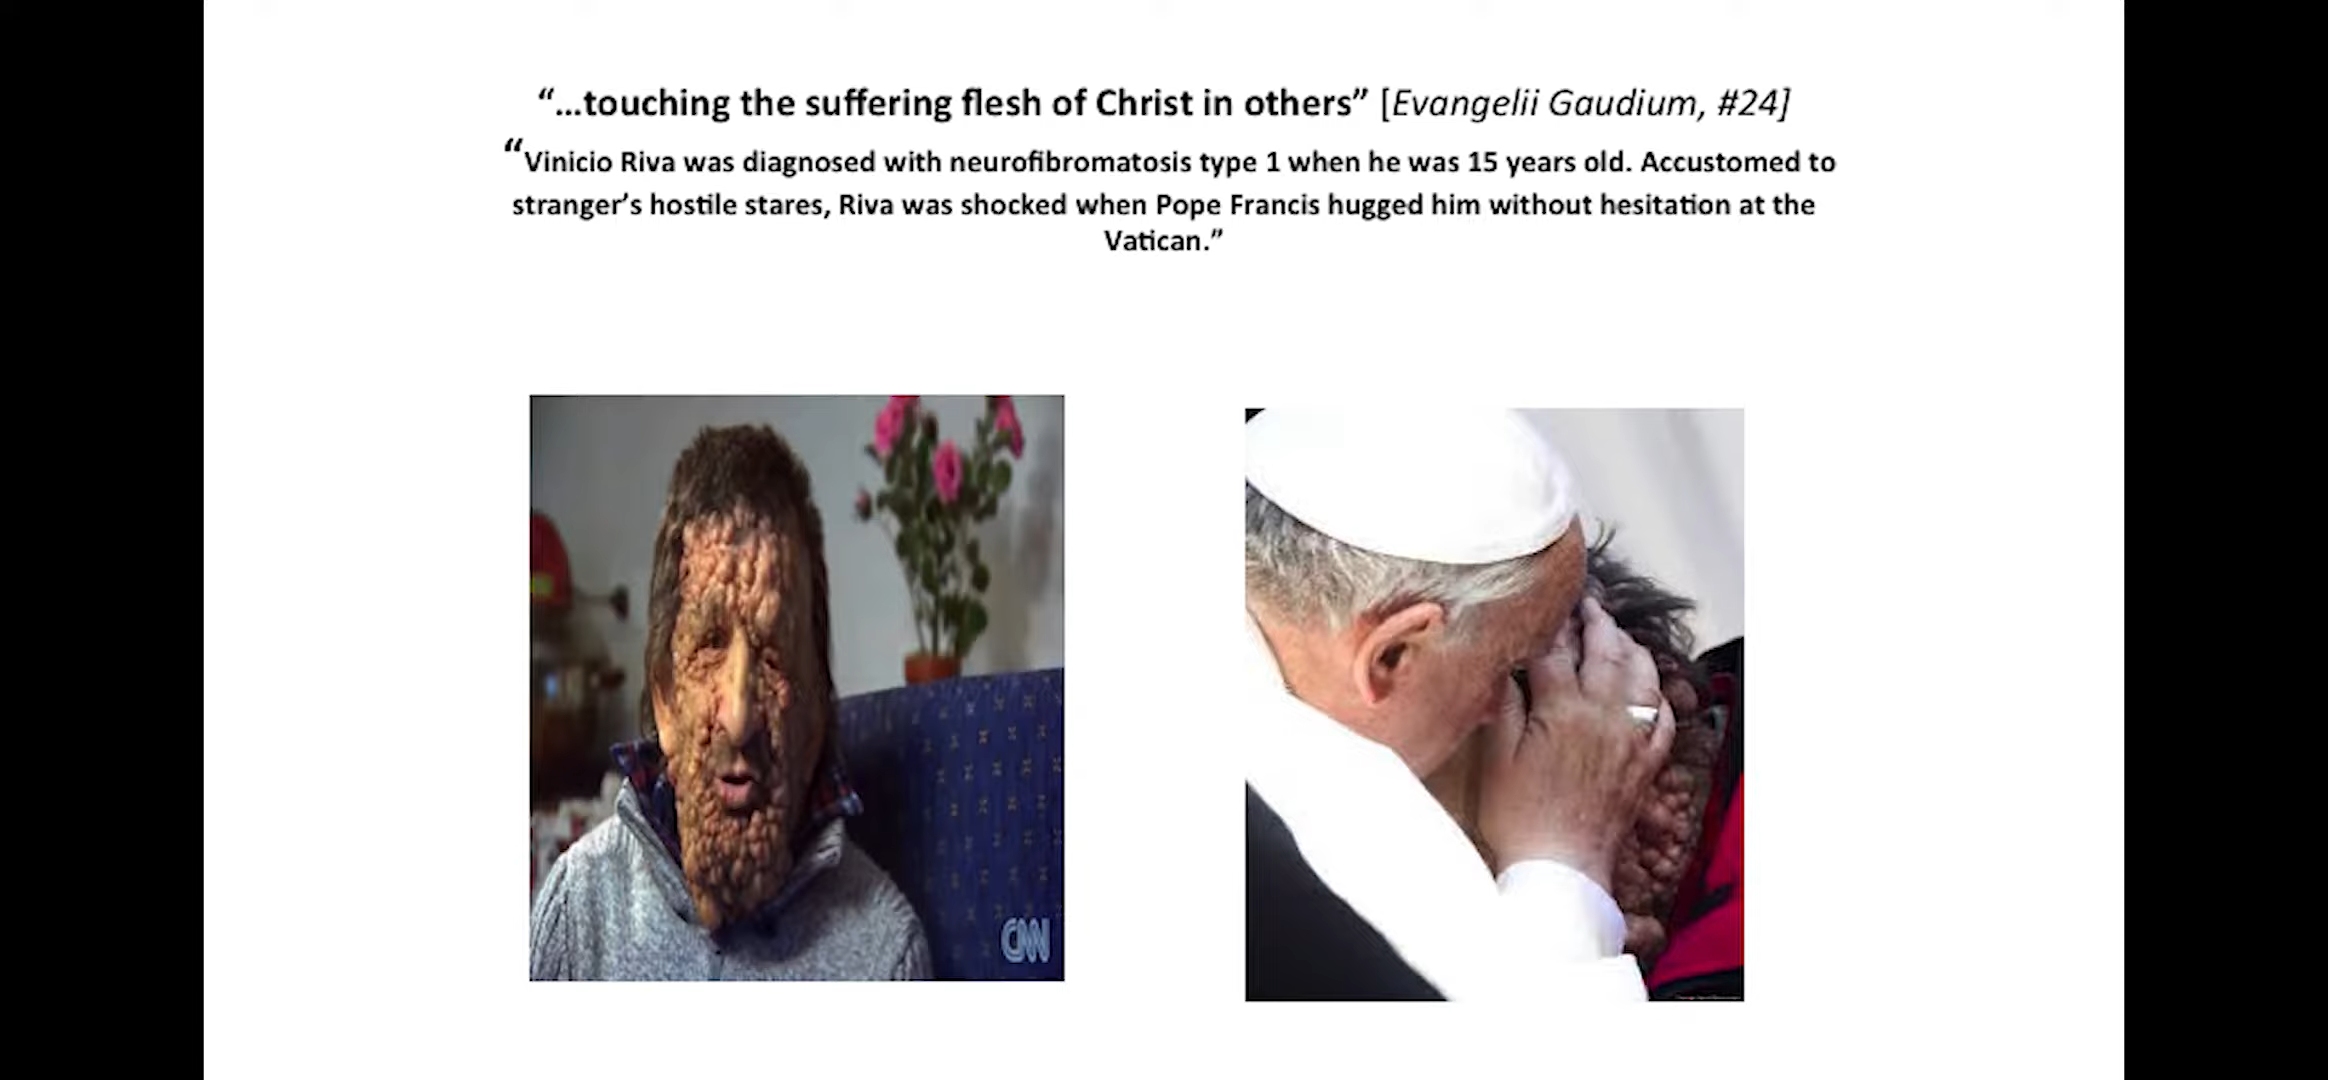 “…touching the suffering flesh of Christ in others” [Evangelii Gaudium, #24]
“Vinicio Riva was diagnosed with neurofibromatosis type 1 when he was 15 years old. Accustomed to
stranger’s hostile stares, Riva was shocked when Pope Francis hugged him without hesitation at the
Vatican.”
CNN